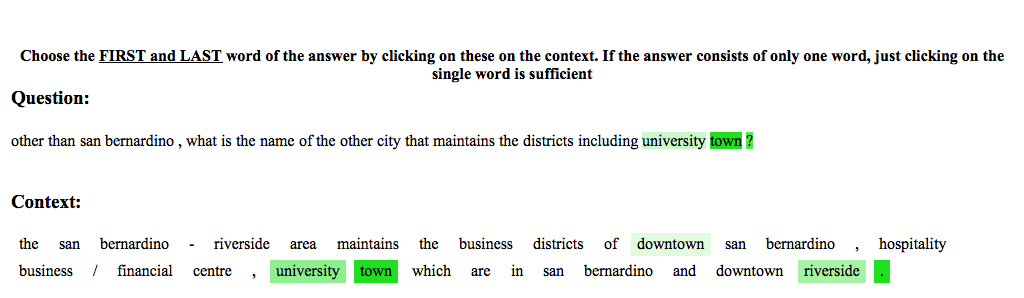 Choose the FIRST and LAST word of the answer by clicking on these on the context. If the answer consists of only one word, just clicking on the
single word is sufficient
Question:
other than san bernardino , what is the name of the other city that maintains the districts including university town ?
Context:
the san bernardino - riverside area maintains the business districts of downtown san bernardino , hospitality
business / financial centre , university town which are in san bernardino and downtown riverside .